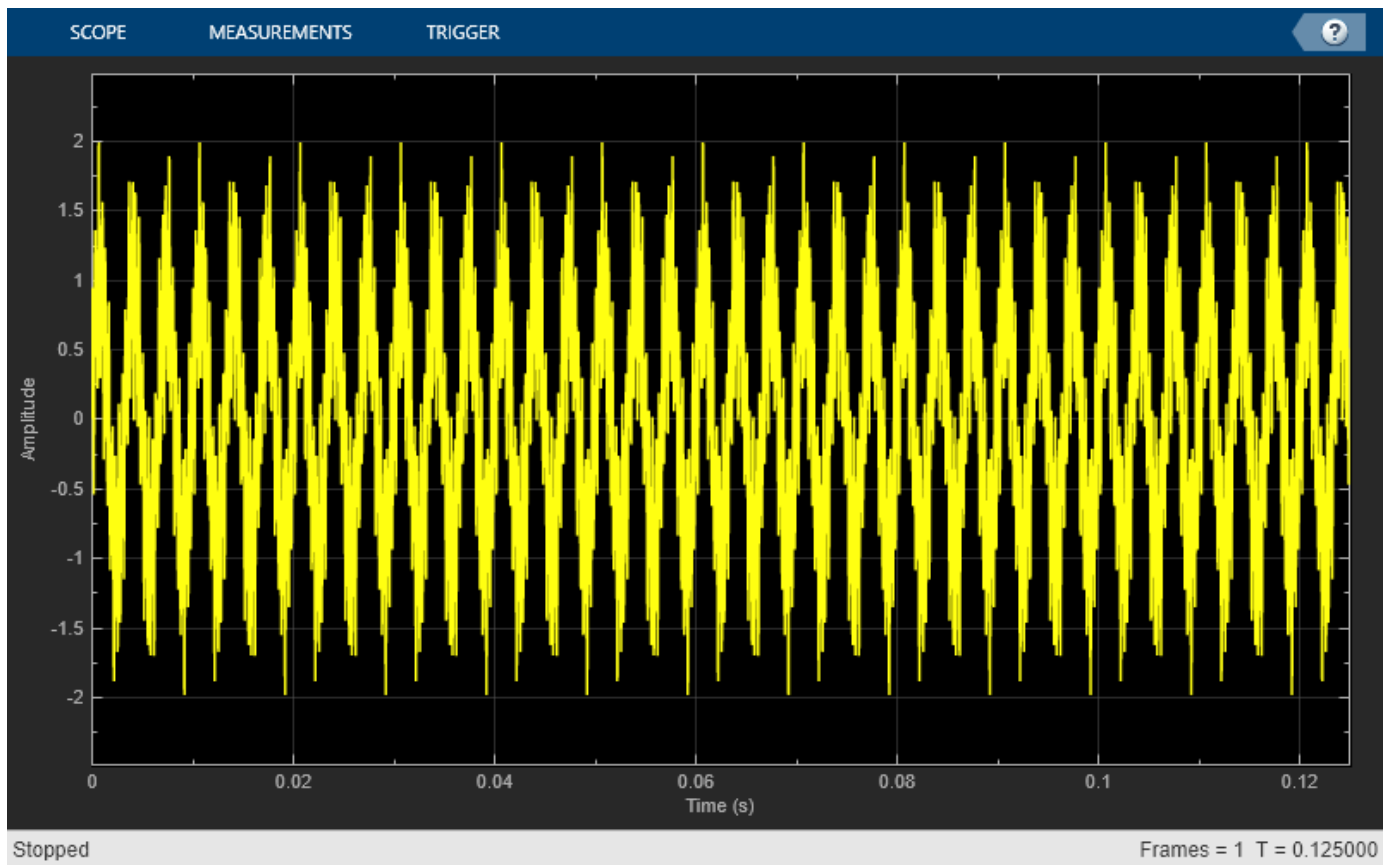 SCOPE MEASUREMENTS TRIGGER ?
2
1.5
1
0.5
0
-0.5
-1
-1.5
-2
Amplitude
0 0.02 0.04 0.06 0.08 0.1 0.12
Time (s)
Stopped Frames = 1 T = 0.125000